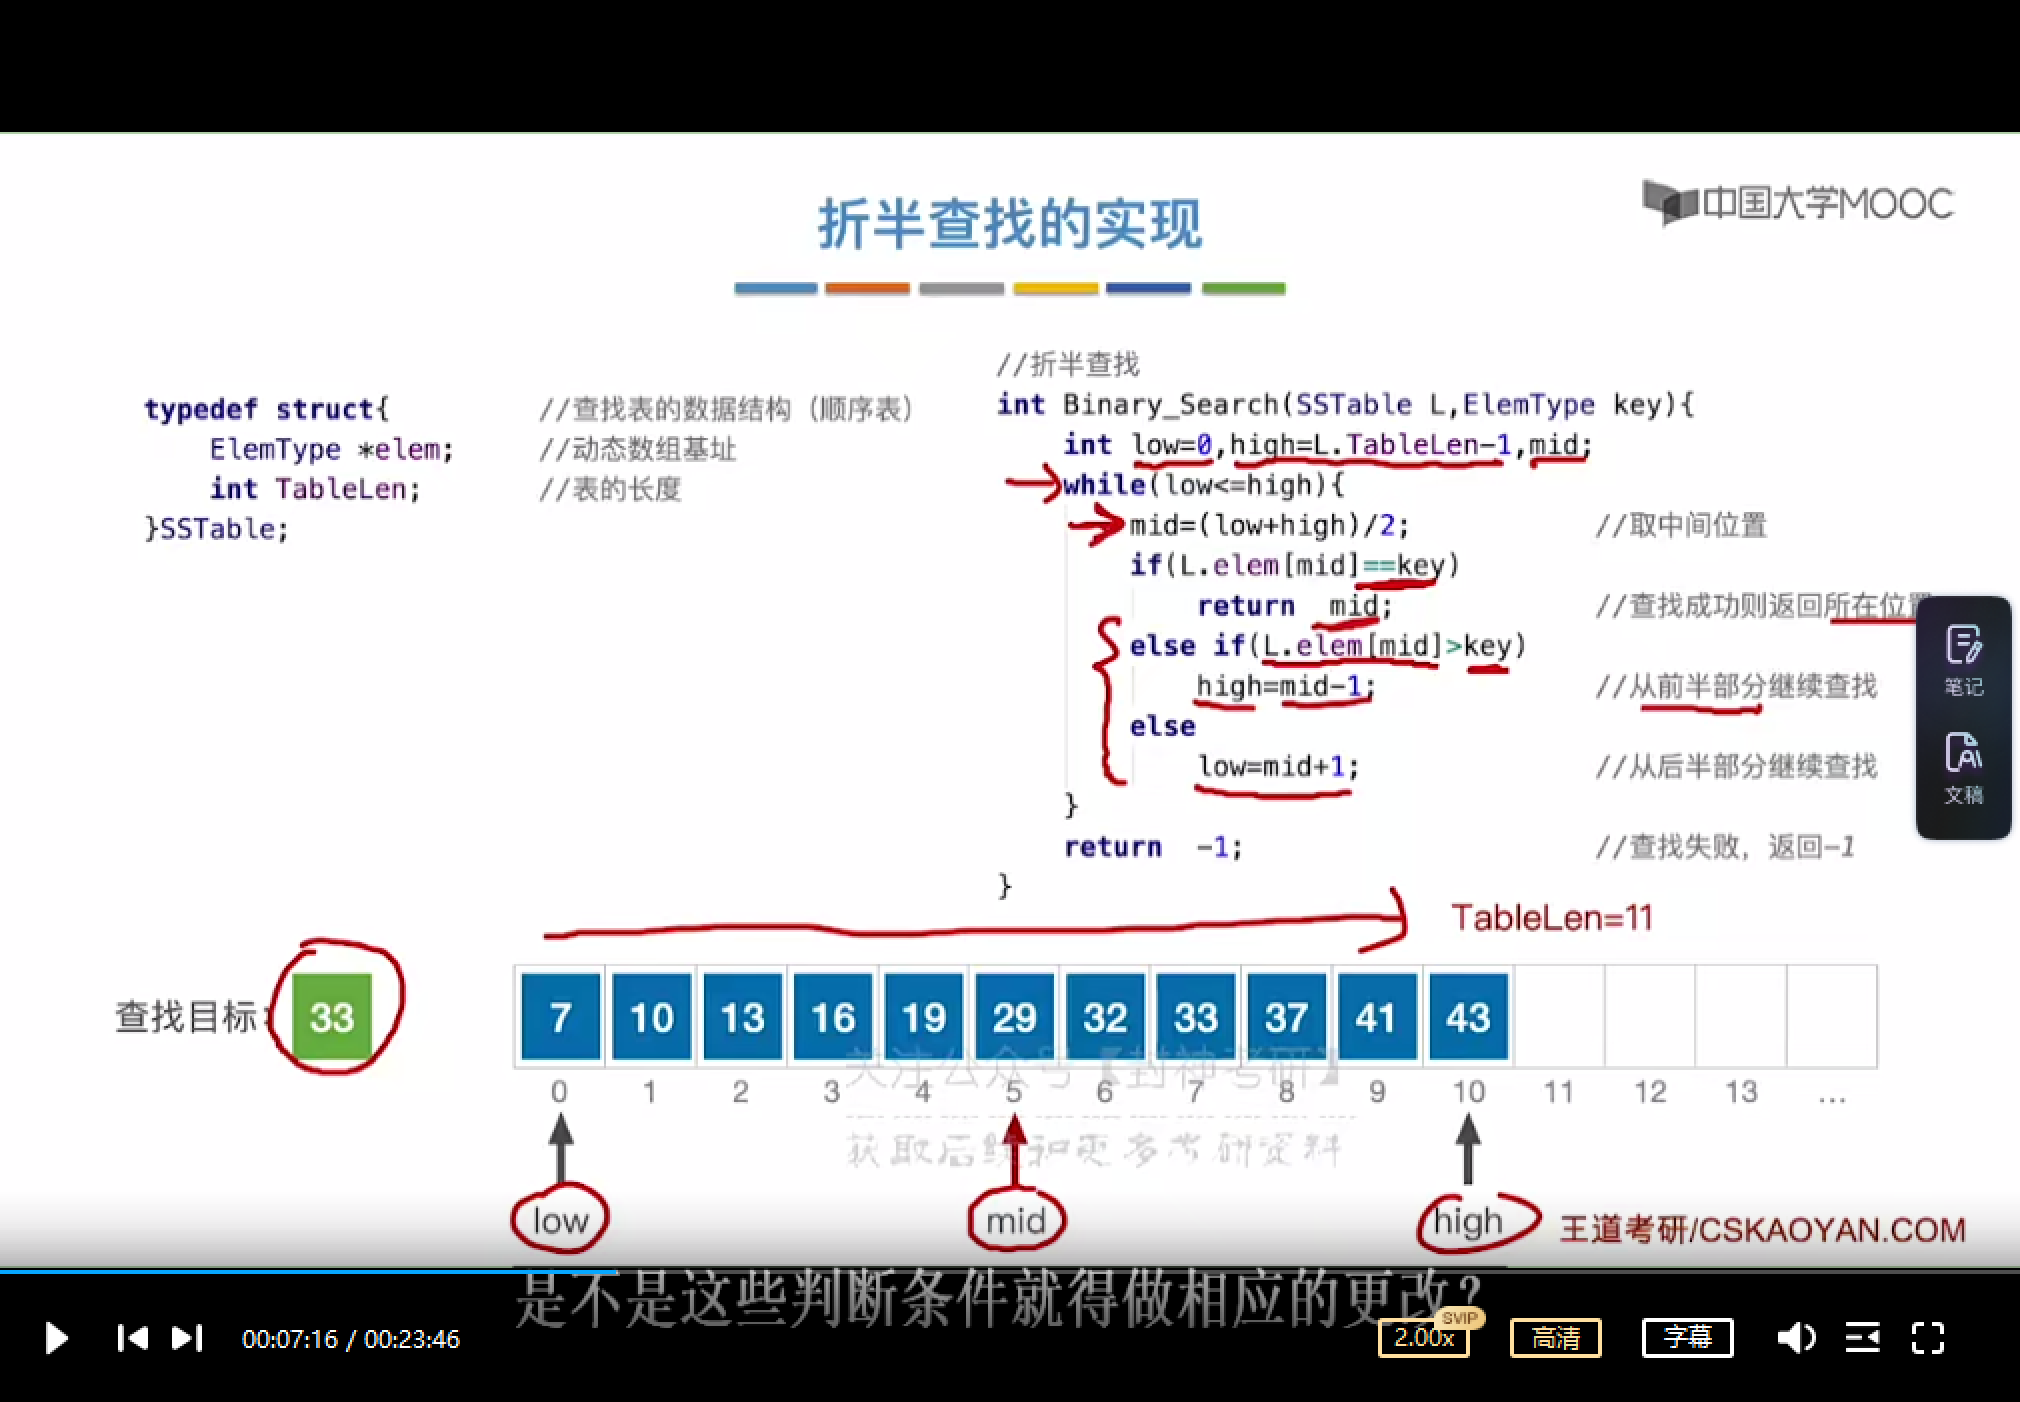 折半查找的实现
中国大学MOOC
typedef struct{ //查找表的数据结构（顺序表）
ElemType *elem; //动态数组基址
int TableLen; //表的长度
}SSTable;
//折半查找
int Binary_Search(SSTable L,ElemType key){
int low=0,high=L.TableLen-1,mid;
while(low<=high){
mid=(low+high)/2; //取中间位置
if(L.elem[mid]==key)
return mid; //查找成功则返回所在位置
else if(L.elem[mid]>key)
high=mid-1; //从前半部分继续查找
else
low=mid+1; //从后半部分继续查找
}
return -1; //查找失败，返回-1
}
笔记
文稿
TableLen=11
查找目标： 33 7 10 13 16 19 29 32 33 37 41 43
关注公众号【封神考研】
0 1 2 3 4 5 6 7 8 9 10 11 12 13 ...
获取后续和更多考研资料
low mid high
王道考研/CSKAOYAN.COM
是不是这些判断条件就得做相应的更改？
00:07:16 / 00:23:46 2.00x SVIP 高清 字幕